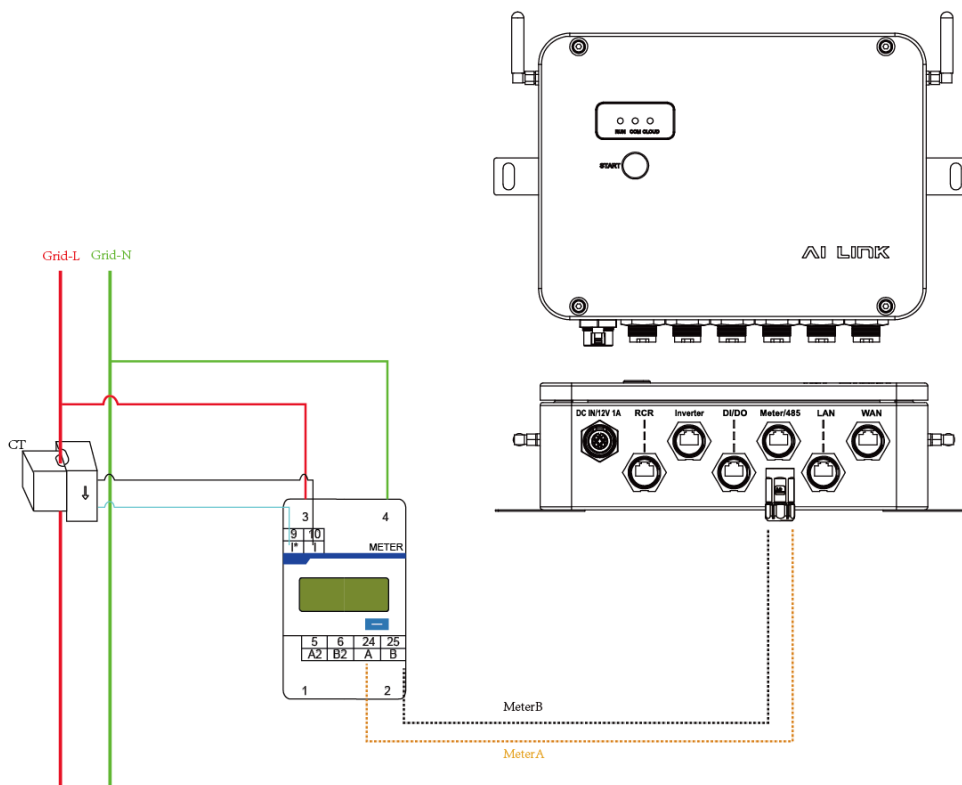 RUN COM CLOUD
START
AI LINK
Grid-L Grid-N
DC IN/12V 1A RCR Inverter DI/DO Meter/485 LAN WAN
CT
3 4
9 10
I* I METER
5 6 24 25
A2 B2 A B
1 2
MeterB
MeterA